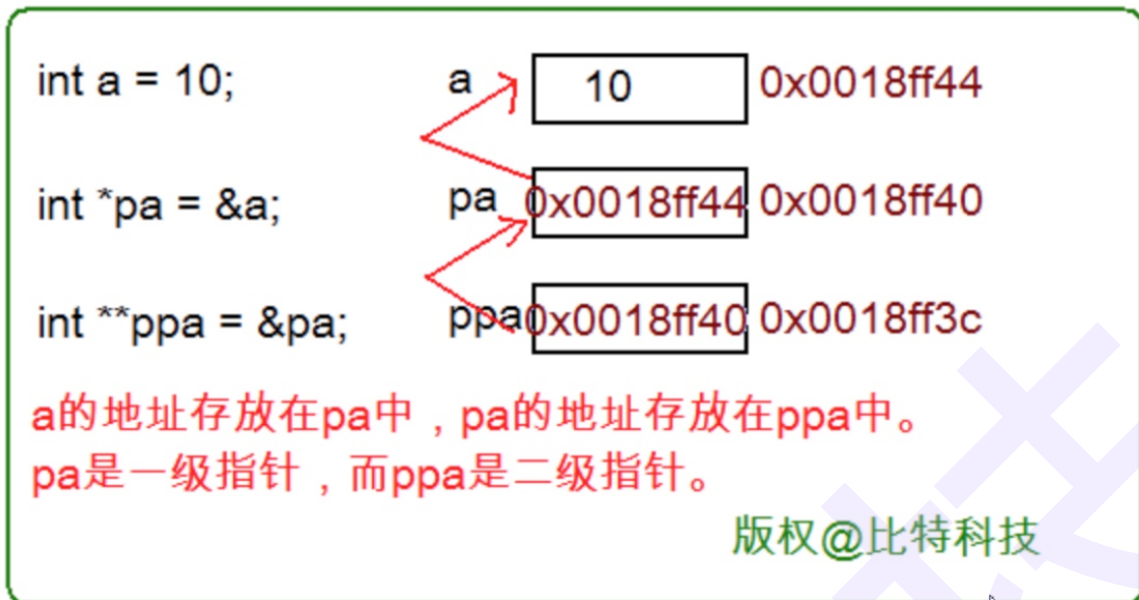 int a = 10; a 10 0x0018ff44
int *pa = &a; pa 0x0018ff44 0x0018ff40
int **ppa = &pa; ppa 0x0018ff40 0x0018ff3c
a的地址存放在pa中，pa的地址存放在ppa中。
pa是一级指针，而ppa是二级指针。
版权@比特科技